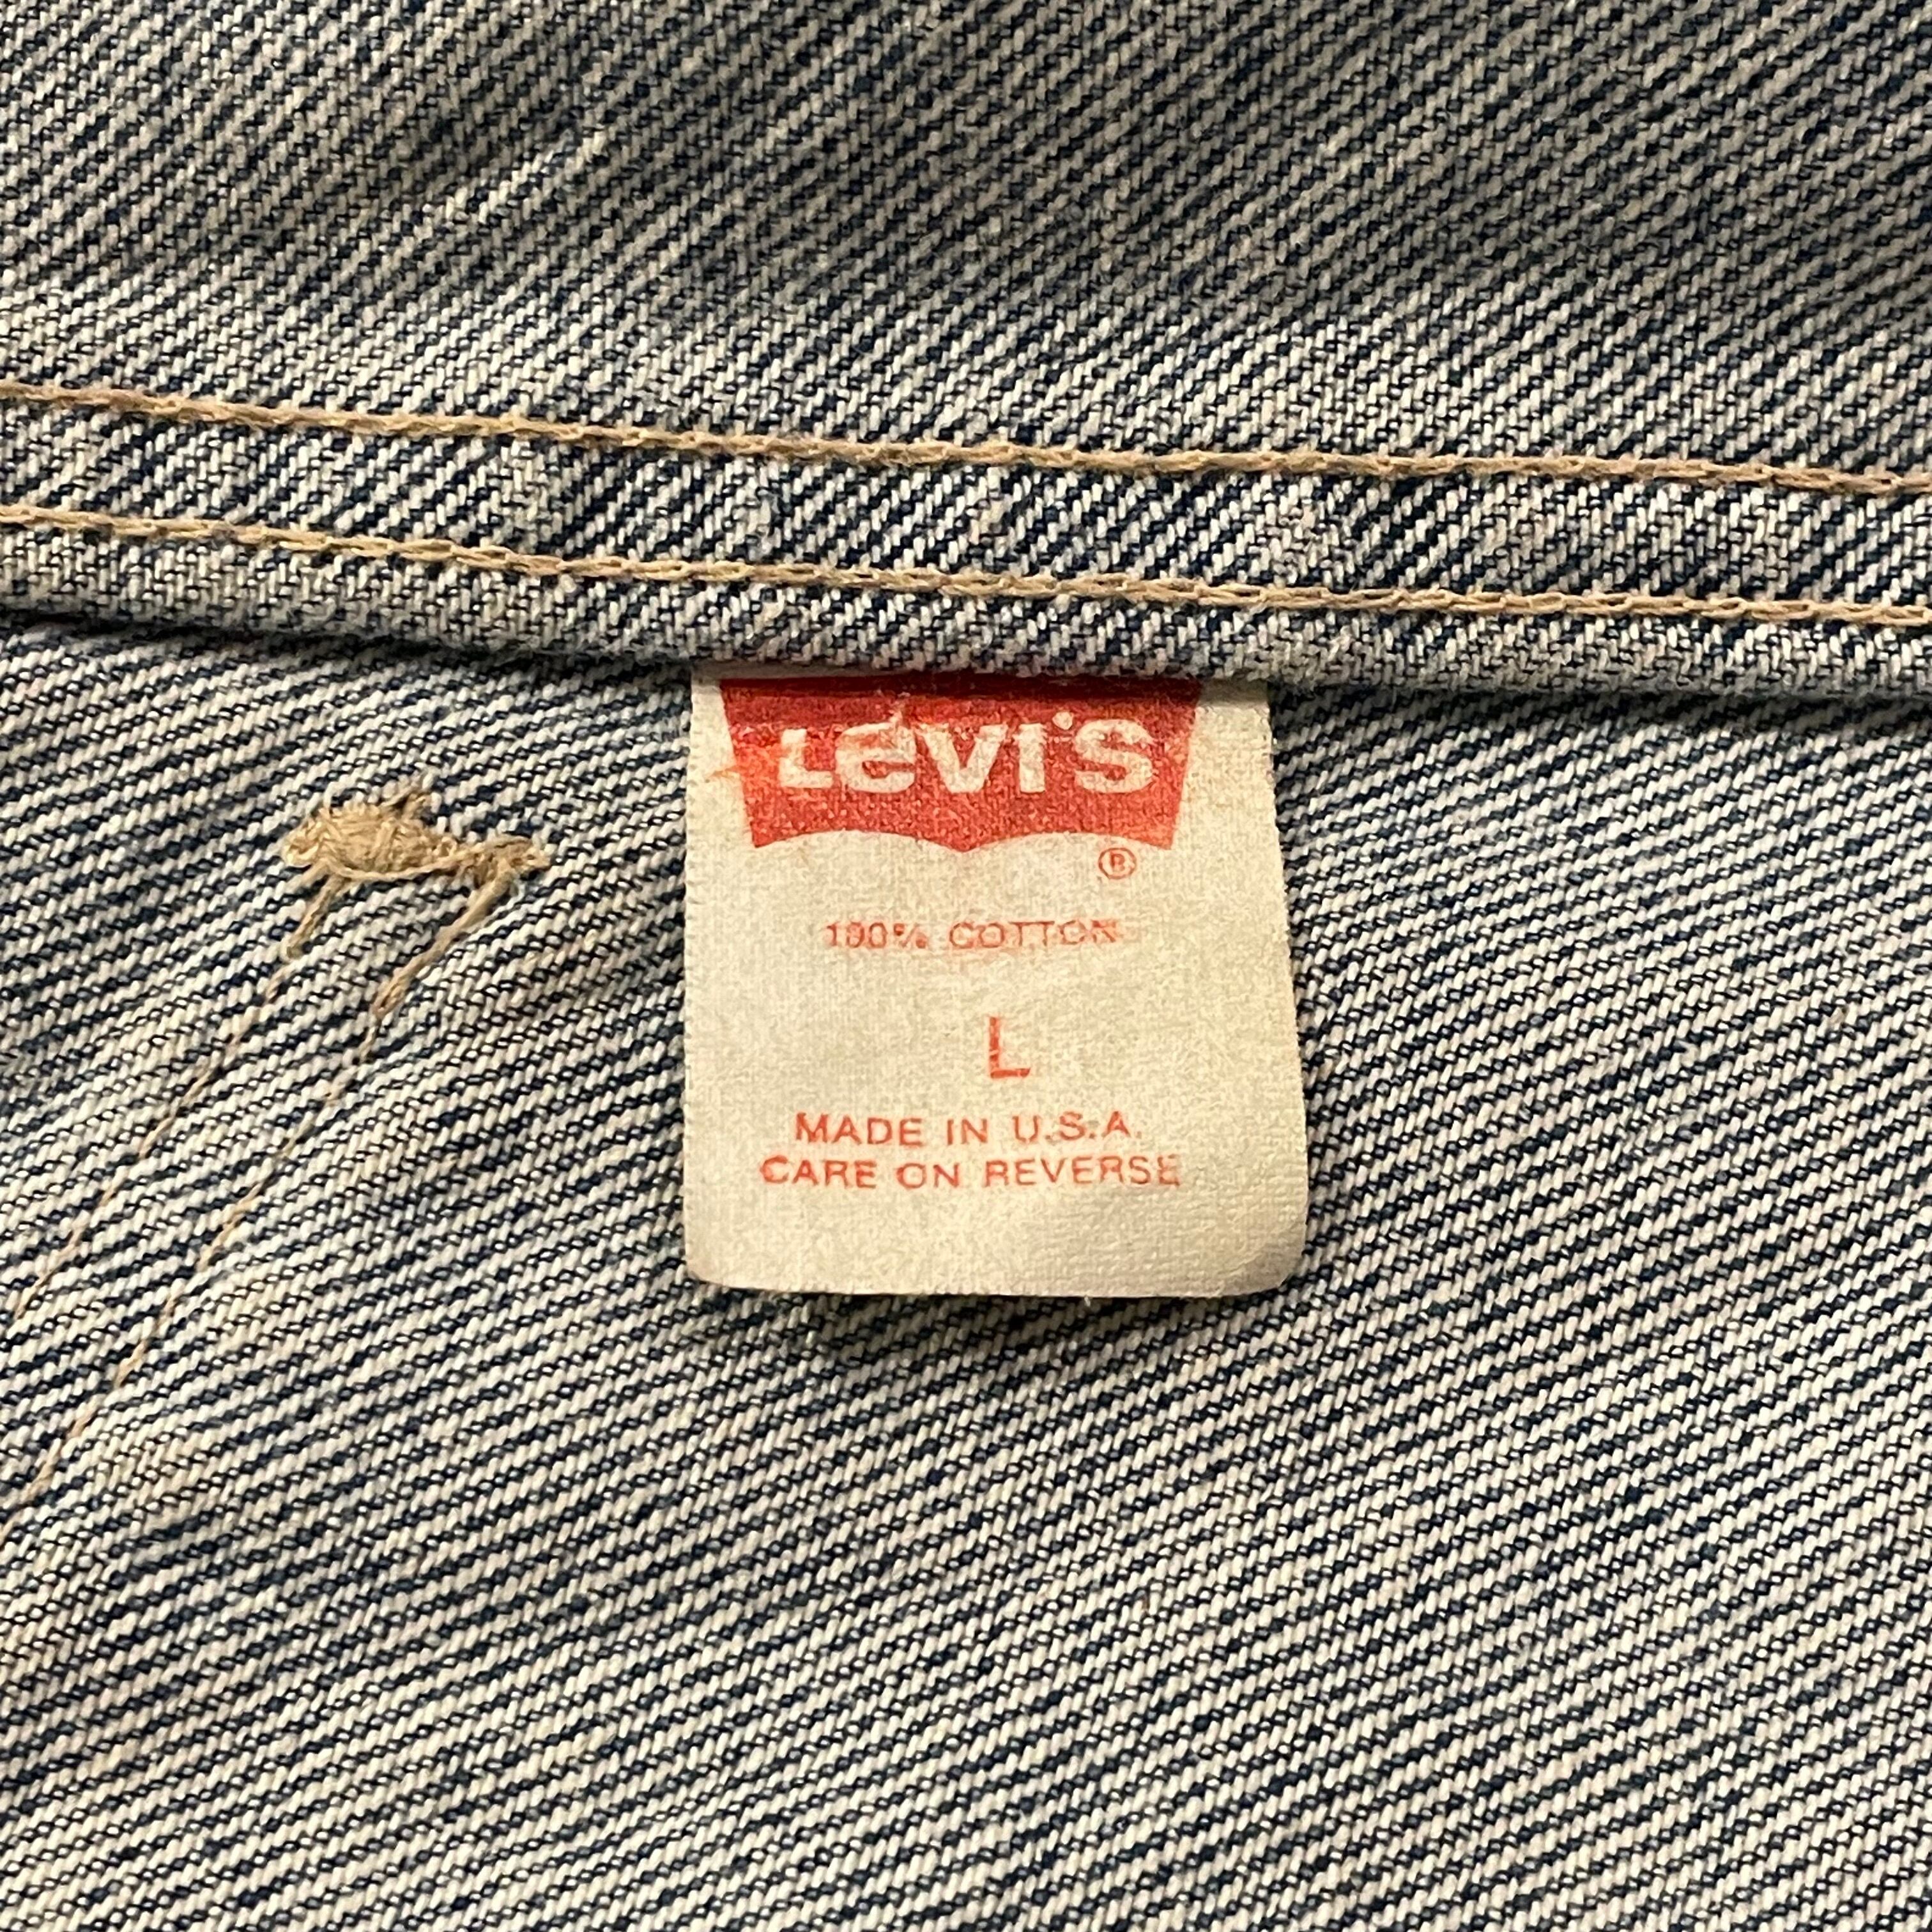 LeVI'S
®
100% COTTON
L
MADE IN U.S.A.
CARE ON REVERSE